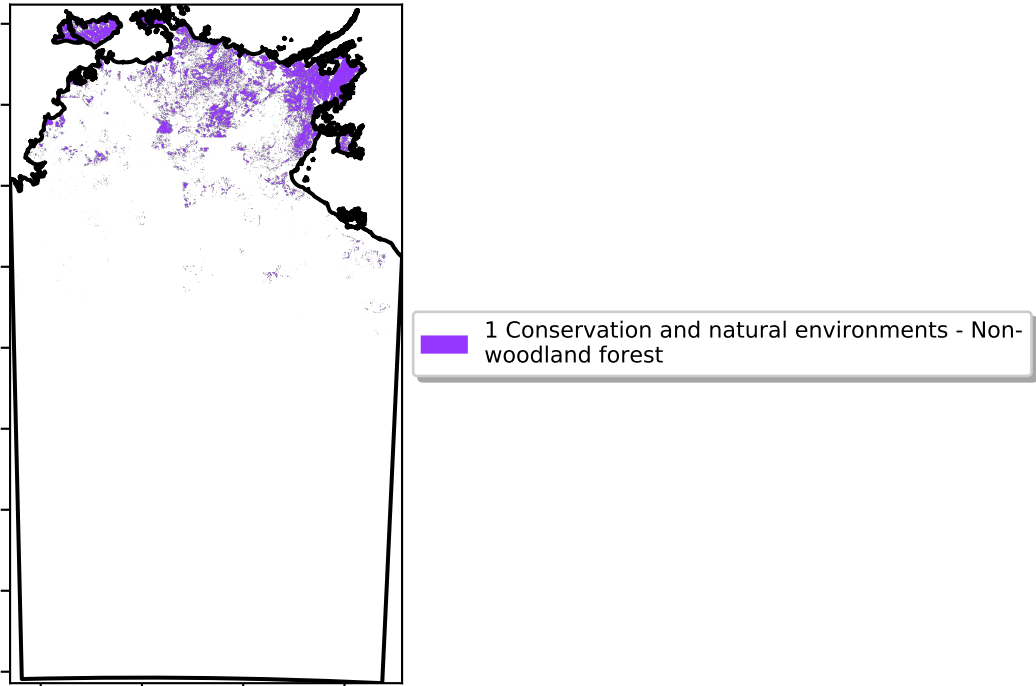 1 Conservation and natural environments - Non-
woodland forest